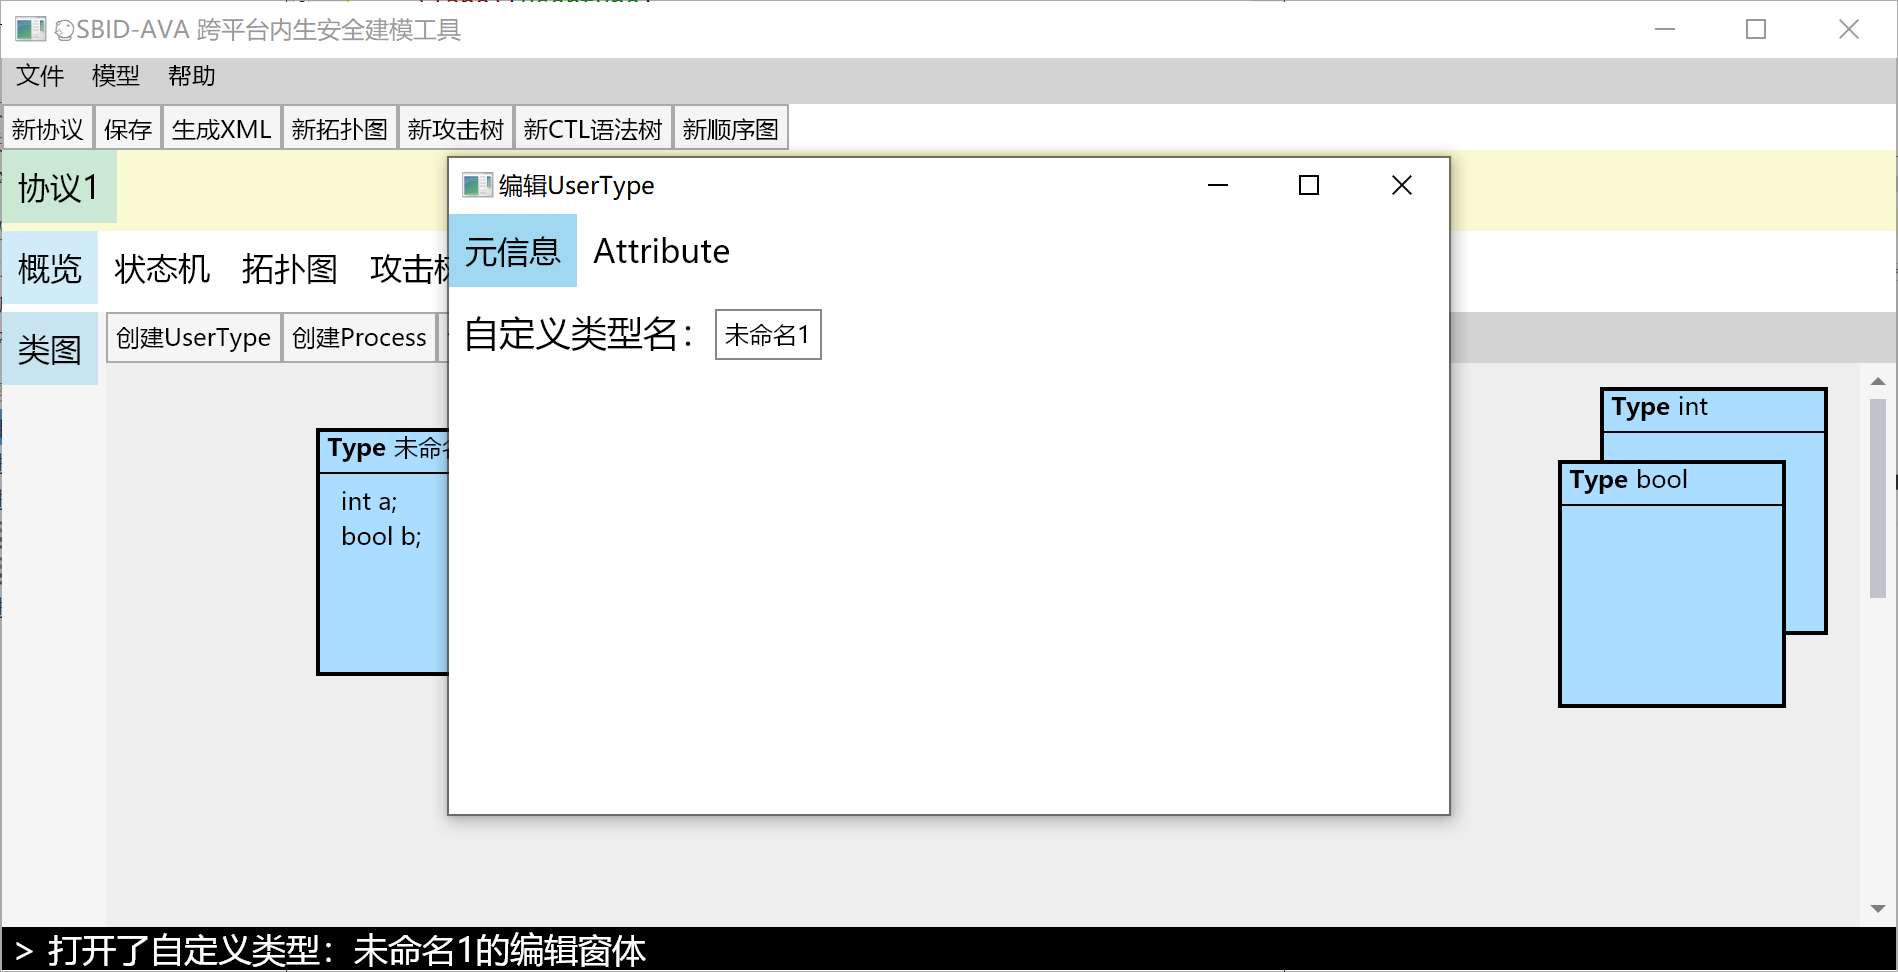 SBID-AVA 跨平台内生安全建模工具
文件 模型 帮助
新协议 保存 生成XML 新拓扑图 新攻击树 新CTL语法树 新顺序图
协议1
概览 状态机 拓扑图 攻击
类图
创建UserType 创建Process
Type 未命
int a;
bool b;
编辑UserType
元信息 Attribute
自定义类型名： 未命名1
Type int
Type bool
> 打开了自定义类型：未命名1的编辑窗体